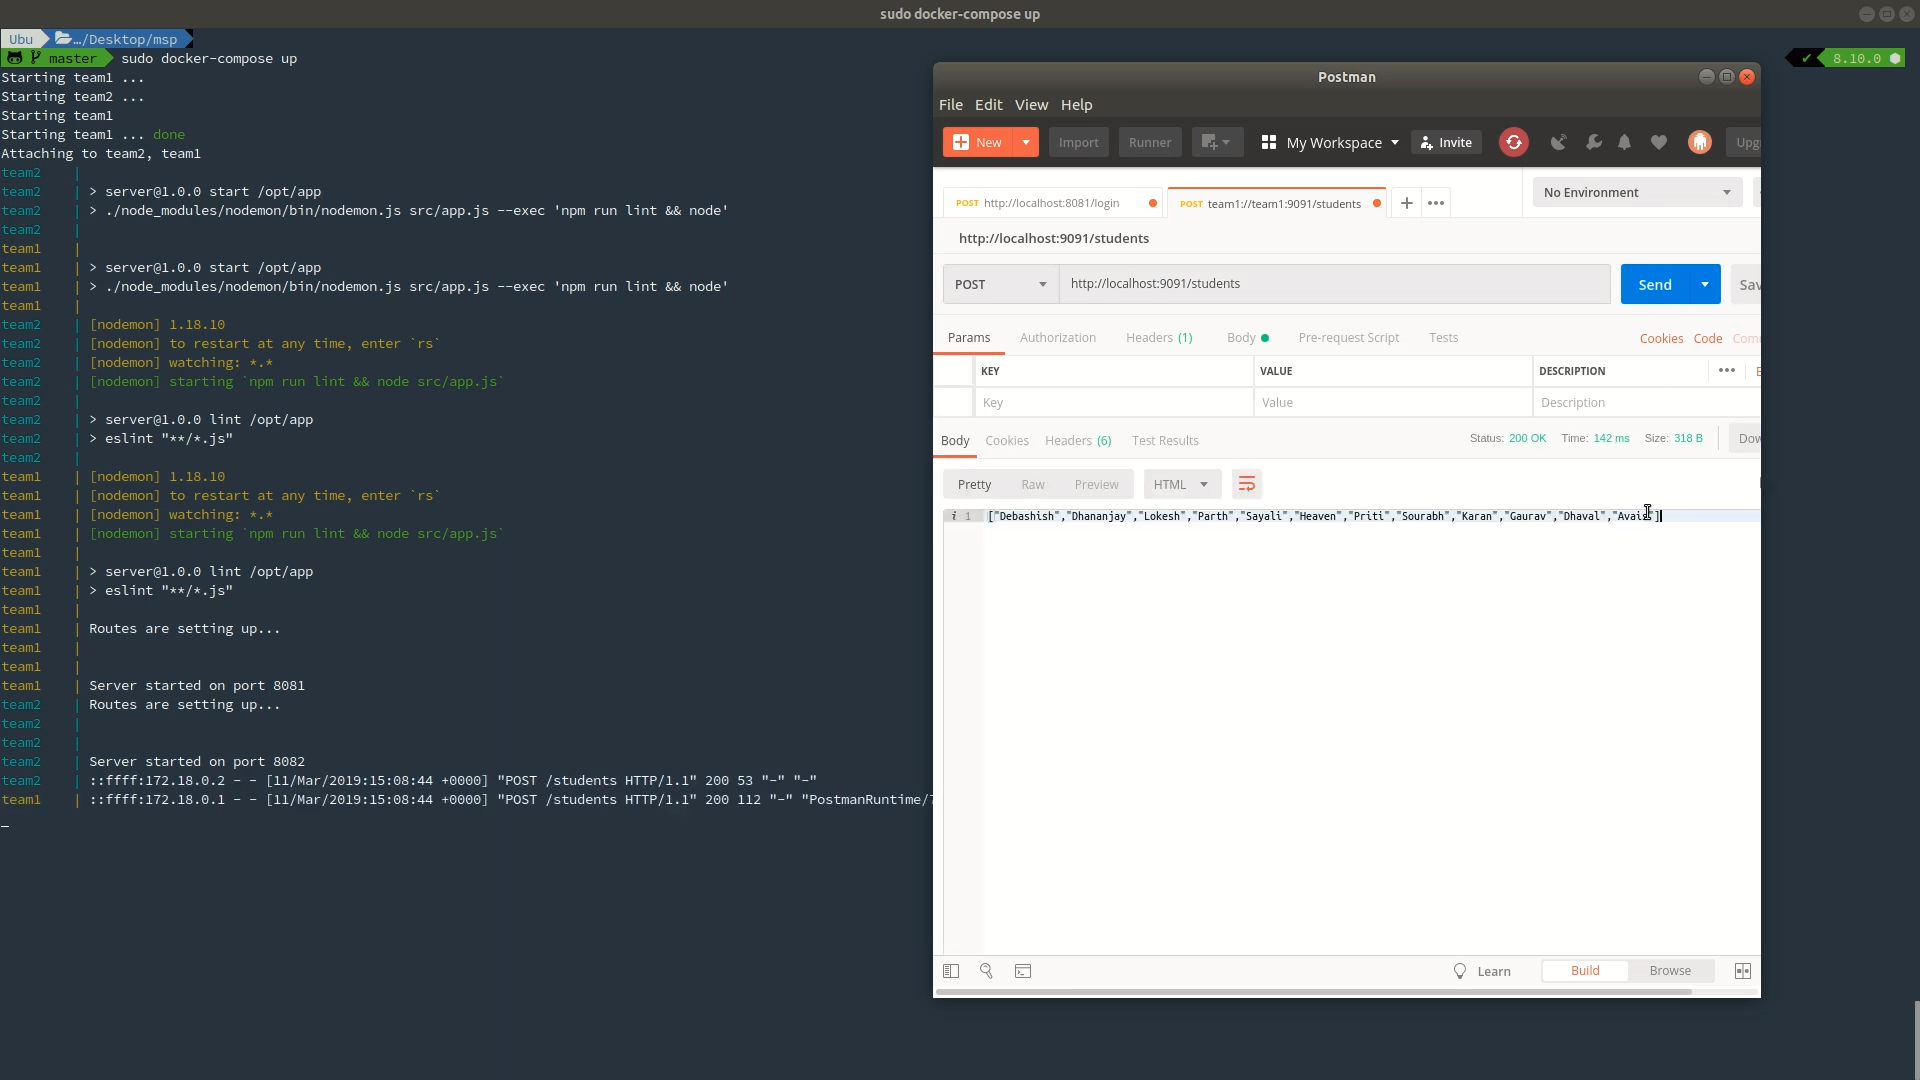 sudo docker-compose up
Ubu …/Desktop/msp
master sudo docker-compose up
✔ 8.10.0
Starting team1 ...
Starting team2 ...
Starting team1
Starting team1 ... done
Attaching to team2, team1
team2 |
team2 | > server@1.0.0 start /opt/app
team2 | > ./node_modules/nodemon/bin/nodemon.js src/app.js --exec 'npm run lint && node'
team2 |
team1 |
team1 | > server@1.0.0 start /opt/app
team1 | > ./node_modules/nodemon/bin/nodemon.js src/app.js --exec 'npm run lint && node'
team1 |
team2 | [nodemon] 1.18.10
team2 | [nodemon] to restart at any time, enter `rs`
team2 | [nodemon] watching: *.*
team2 | [nodemon] starting `npm run lint && node src/app.js`
team2 |
team2 | > server@1.0.0 lint /opt/app
team2 | > eslint "**/*.js"
team2 |
team1 | [nodemon] 1.18.10
team1 | [nodemon] to restart at any time, enter `rs`
team1 | [nodemon] watching: *.*
team1 | [nodemon] starting `npm run lint && node src/app.js`
team1 |
team1 | > server@1.0.0 lint /opt/app
team1 | > eslint "**/*.js"
team1 |
team1 | Routes are setting up...
team1 |
team1 |
team1 | Server started on port 8081
team2 | Routes are setting up...
team2 |
team2 |
team2 | Server started on port 8082
team2 | ::ffff:172.18.0.2 - - [11/Mar/2019:15:08:44 +0000] "POST /students HTTP/1.1" 200 53 "-" "-"
team1 | ::ffff:172.18.0.1 - - [11/Mar/2019:15:08:44 +0000] "POST /students HTTP/1.1" 200 112 "-" "PostmanRuntime/7
Postman
File Edit View Help
New Import Runner My Workspace Invite Upg
POST http://localhost:8081/login POST team1://team1:9091/students + ••• No Environment
http://localhost:9091/students
POST http://localhost:9091/students Send Sav
Params Authorization Headers (1) Body Pre-request Script Tests Cookies Code Com
KEY VALUE DESCRIPTION •••
Key Value Description
Body Cookies Headers (6) Test Results Status: 200 OK Time: 142 ms Size: 318 B Dow
Pretty Raw Preview HTML
i 1 ["Debashish","Dhananjay","Lokesh","Parth","Sayali","Heaven","Priti","Sourabh","Karan","Gaurav","Dhaval",
Learn Build Browse